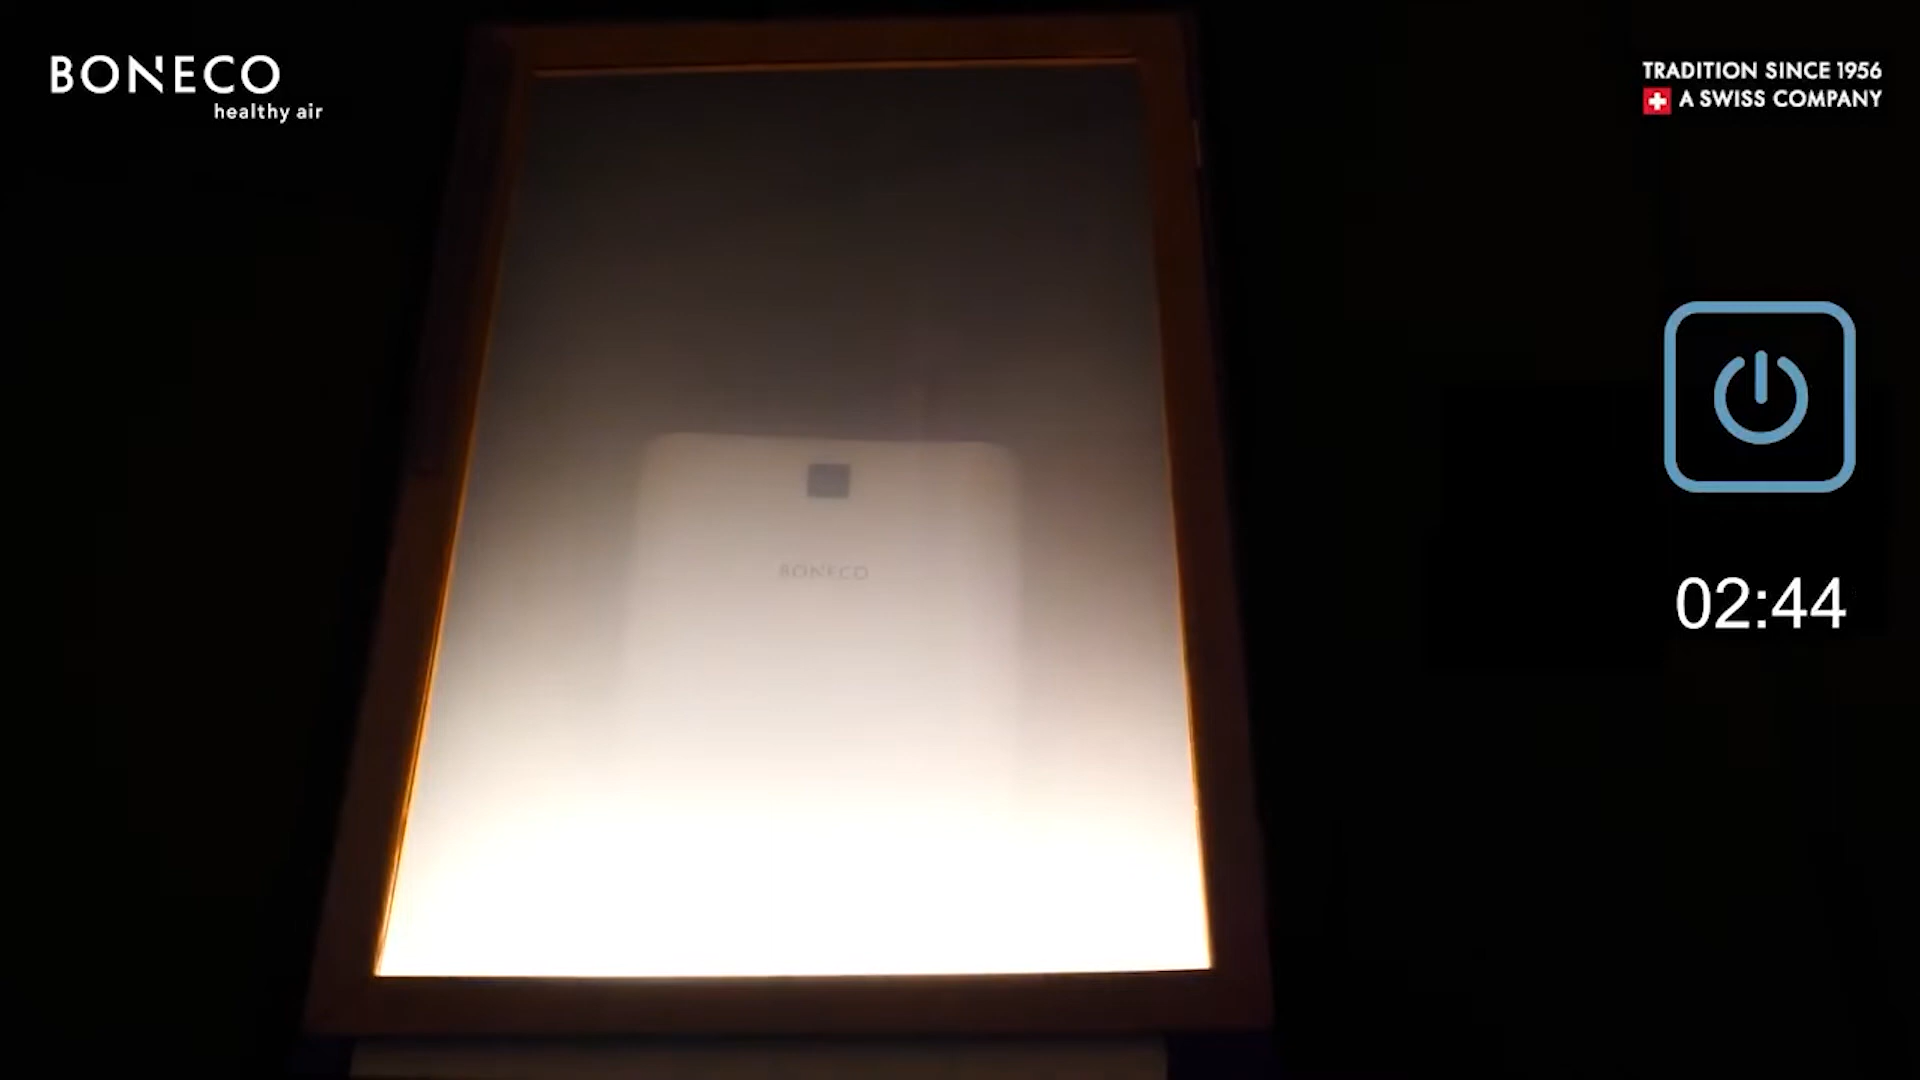 BONECO
healthy air
TRADITION SINCE 1956
A SWISS COMPANY
BONECO
02:44